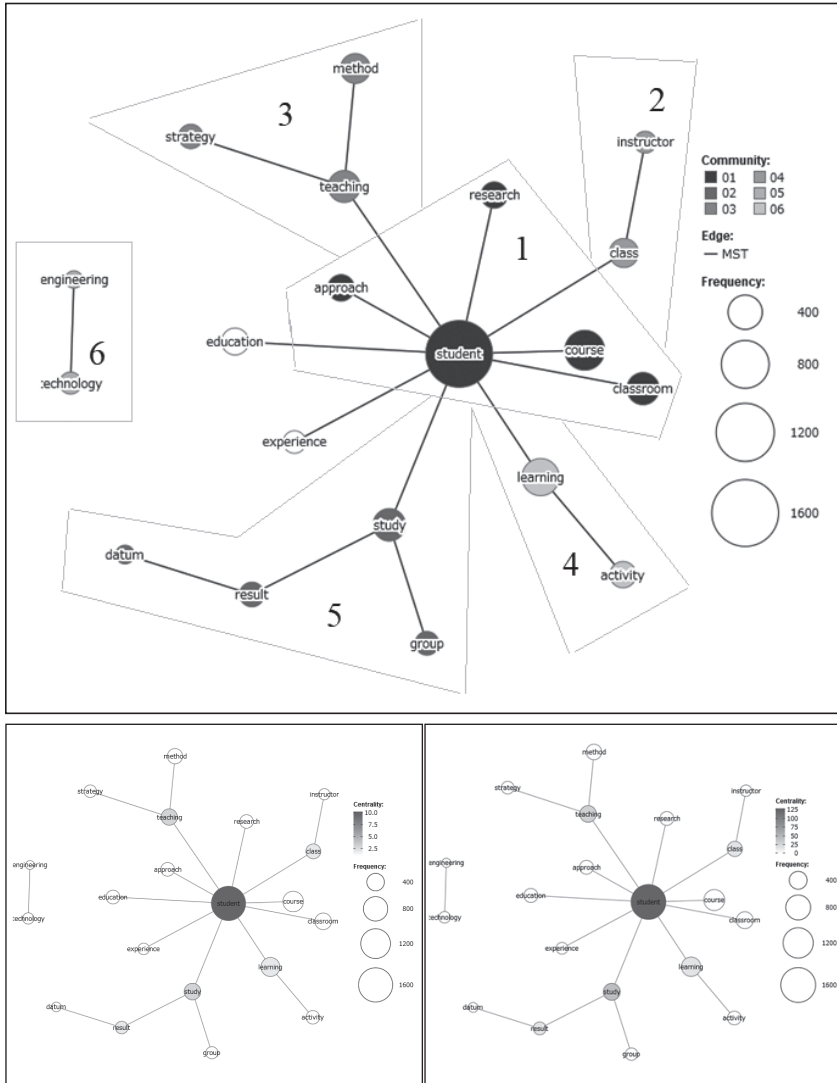 method
3
strategy
teaching
2
instructor
class
Community:
01 04
02 05
03 06
Edge:
MST
Frequency:
400
800
1200
1600
research
1
approach
student
course
classroom
education
experience
engineering
6
:echnology
learning
4
activity
study
datum
result
5
group
method
strategy
teaching
research
instructor
class
approach
engineering
:echnology
education
student
course
classroom
experience
learning
study
datum
result
activity
group
Centrality:
10.0
7.5
5.0
2.5
Frequency:
400
800
1200
1600
method
strategy
teaching
research
instructor
class
approach
engineering
:echnology
education
student
course
classroom
experience
learning
study
datum
result
activity
group
Centrality:
125
100
75
50
25
0
Frequency:
400
800
1200
1600